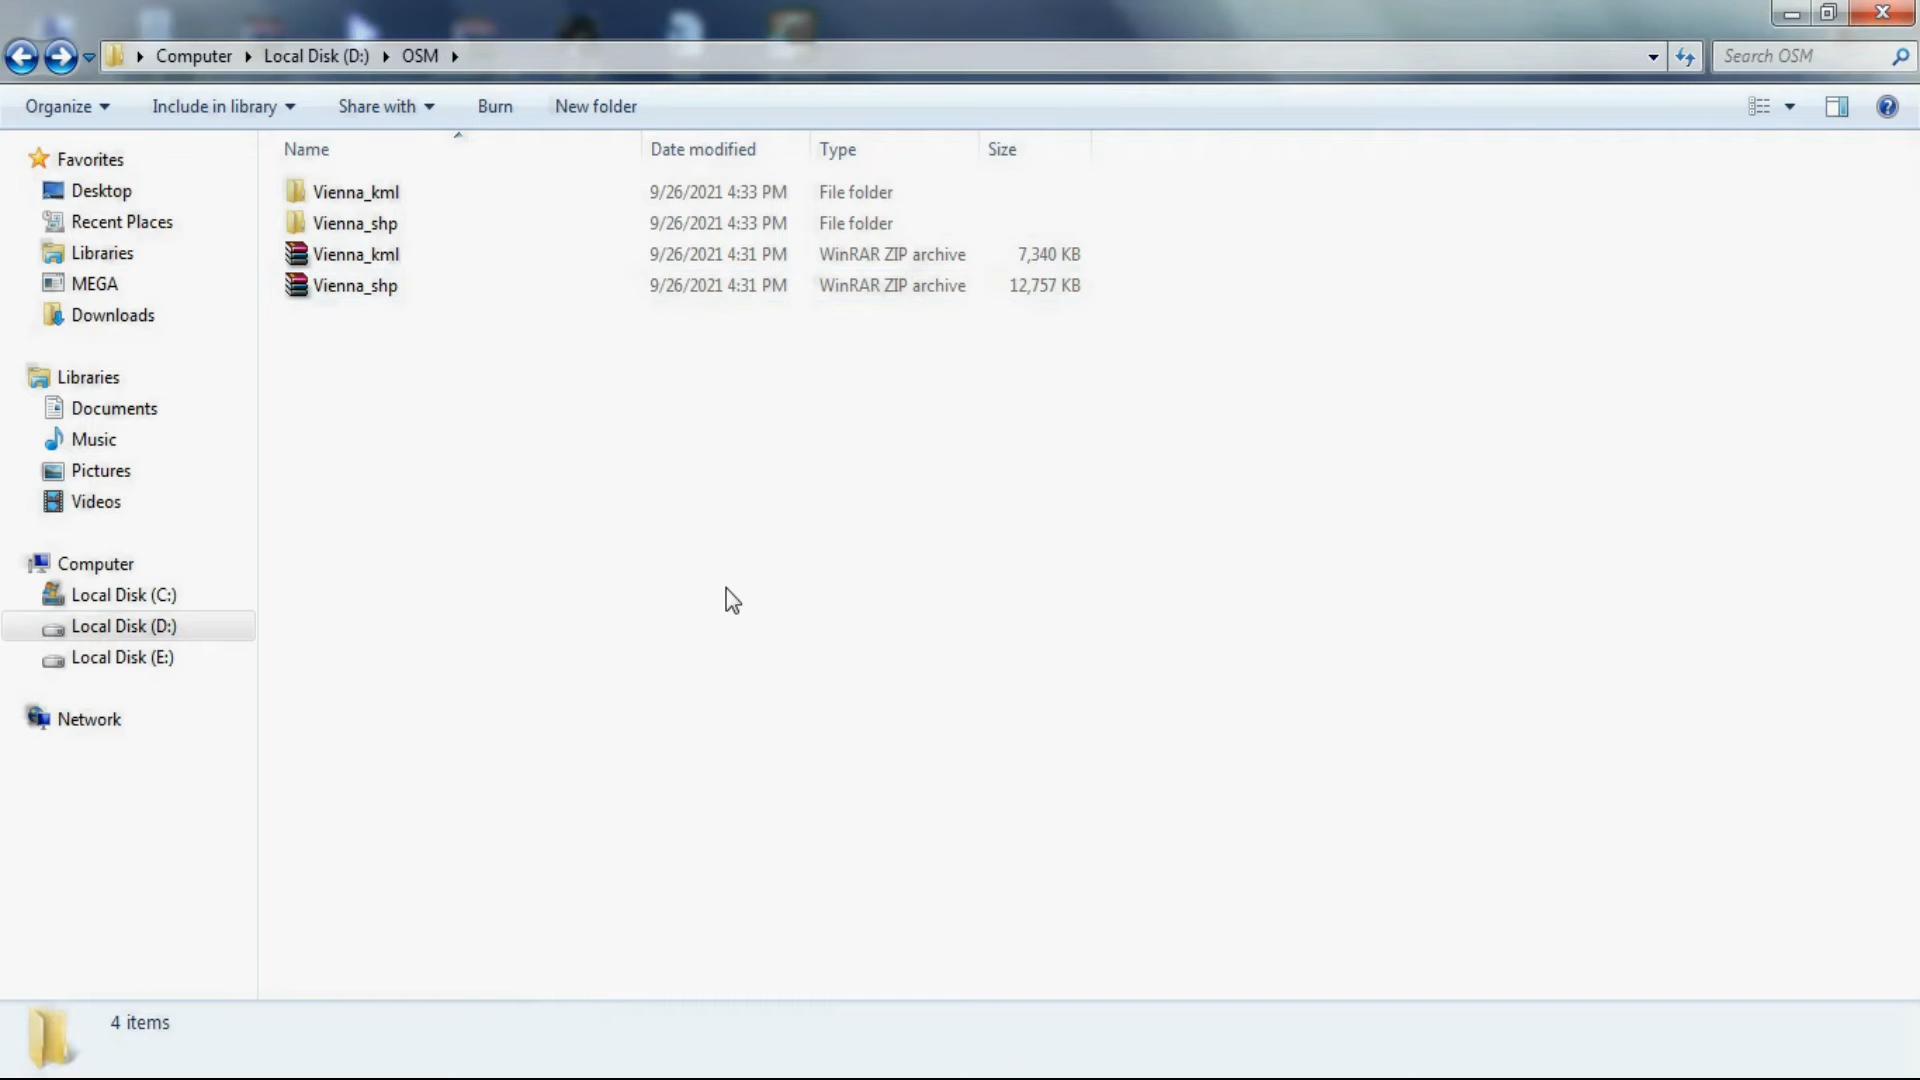 Computer Local Disk (D:) OSM Search OSM
Organize Include in library Share with Burn New folder
Favorites
Desktop
Recent Places
Libraries
MEGA
Downloads
Libraries
Documents
Music
Pictures
Videos
Computer
Local Disk (C:)
Local Disk (D:)
Local Disk (E:)
Network
Name Date modified Type Size
Vienna_kml 9/26/2021 4:33 PM File folder
Vienna_shp 9/26/2021 4:33 PM File folder
Vienna_kml 9/26/2021 4:31 PM WinRAR ZIP archive 7,340 KB
Vienna_shp 9/26/2021 4:31 PM WinRAR ZIP archive 12,757 KB
4 items